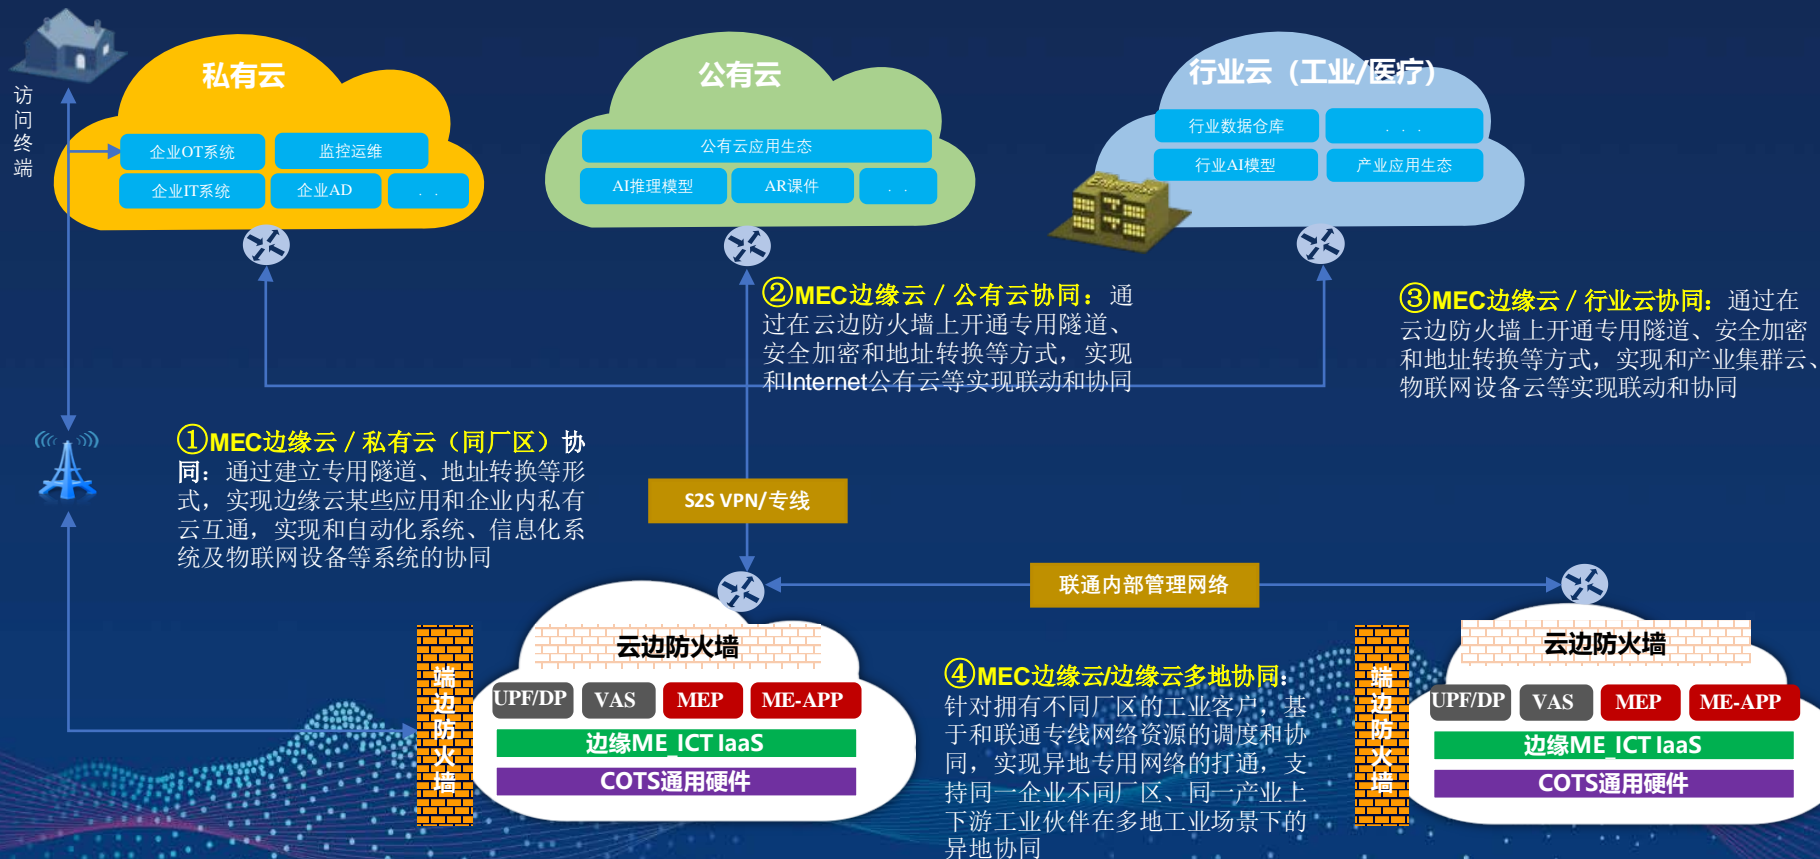 访
问
终
端
私有云
企业OT系统
监控运维
企业IT系统
企业AD
. .
公有云
公有云应用生态
AI推理模型
AR课件
. .
行业云（工业/医疗）
行业数据仓库
. . .
行业AI模型
产业应用生态
Enterprise
②MEC边缘云 / 公有云协同：通
过在云边防火墙上开通专用隧道、
安全加密和地址转换等方式，实现
和Internet公有云等实现联动和协同
③MEC边缘云 / 行业云协同：通过在
云边防火墙上开通专用隧道、安全加密
和地址转换等方式，实现和产业集群云、
物联网设备云等实现联动和协同
①MEC边缘云 / 私有云（同厂区）协
同：通过建立专用隧道、地址转换等形
式，实现边缘云某些应用和企业内私有
云互通，实现和自动化系统、信息化系
统及物联网设备等系统的协同
S2S VPN/专线
联通内部管理网络
端
边
防
火
墙
云边防火墙
UPF/DP
VAS
MEP
ME-APP
边缘ME_ICT IaaS
COTS通用硬件
④MEC边缘云/边缘云多地协同：
针对拥有不同厂区的工业客户，基
于和联通专线网络资源的调度和协
同，实现异地专用网络的打通，支
持同一企业不同厂区、同一产业上
下游工业伙伴在多地工业场景下的
异地协同
端
边
防
火
墙
云边防火墙
UPF/DP
VAS
MEP
ME-APP
边缘ME_ICT IaaS
COTS通用硬件